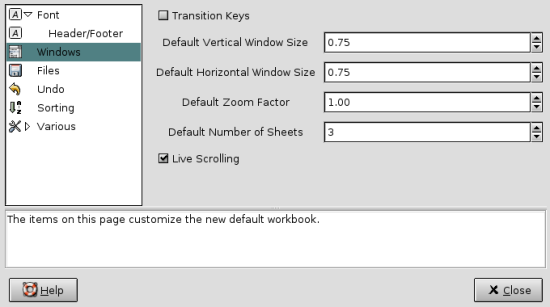 Font
Header/Footer
Windows
Files
Undo
Sorting
Various
Transition Keys
Default Vertical Window Size 0.75
Default Horizontal Window Size 0.75
Default Zoom Factor 1.00
Default Number of Sheets 3
Live Scrolling
The items on this page customize the new default workbook.
Help
Close